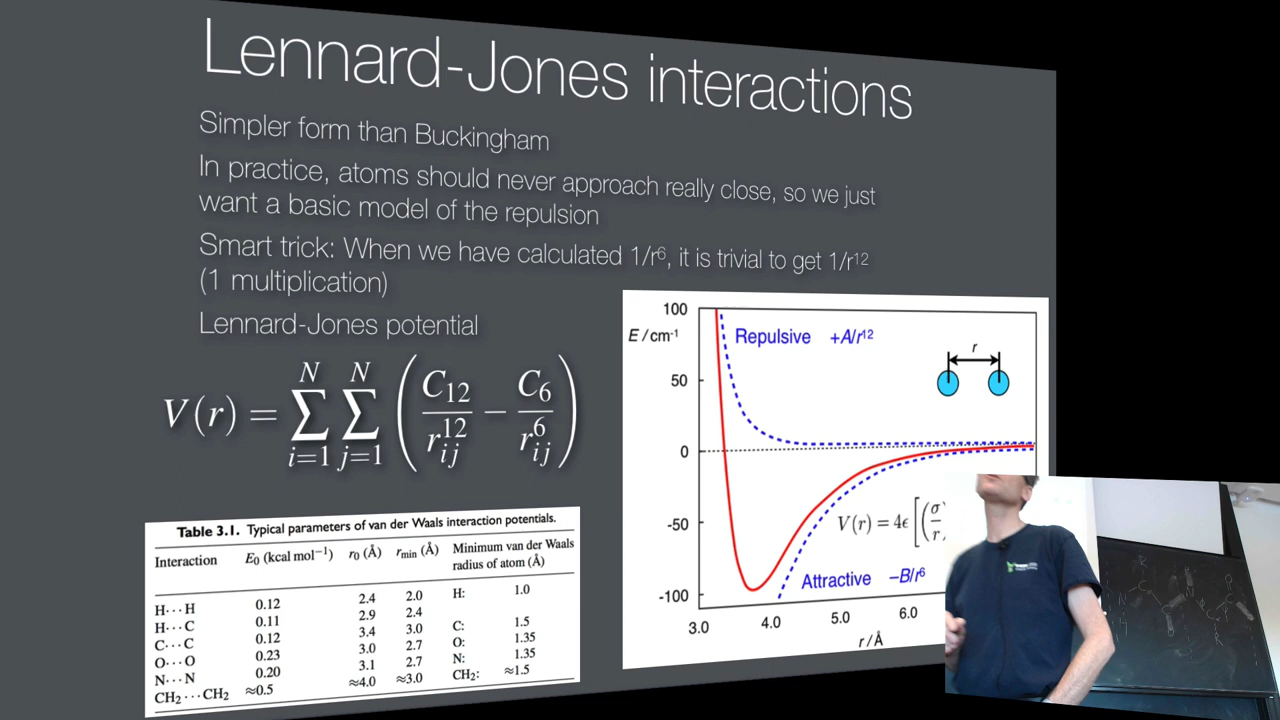 Lennard-Jones interactions
Simpler form than Buckingham
In practice, atoms should never approach really close, so we just
want a basic model of the repulsion
Smart trick: When we have calculated 1/r⁶, it is trivial to get 1/r¹²
(1 multiplication)
Lennard-Jones potential
V(r) = ∑_{i=1}^{N} ∑_{j=1}^{N} ( C₁₂/r_{ij}^{12} − C₆/r_{ij}^{6} )
Table 3.1. Typical parameters of van der Waals interaction potentials.
Interaction E₀ (kcal mol⁻¹) r₀ (Å) r_min (Å) Minimum van der Waals
radius of atom (Å)
H···H 0.12 2.4 2.0 H: 1.0
H···C 0.11 2.9 2.4
C···C 0.12 3.4 3.0 C: 1.5
O···O 0.23 3.0 2.7 O: 1.35
N···N 0.20 3.1 2.7 N: 1.35
CH₂···CH₂ ≈0.5 ≈4.0 ≈3.0 CH₂: ≈1.5
E/cm⁻¹
100
50
0
-50
-100
Repulsive +A/r¹²
r
V(r) = 4ϵ [(σ/r
Attractive −B/r⁶
3.0 4.0 5.0 6.0
r/Å